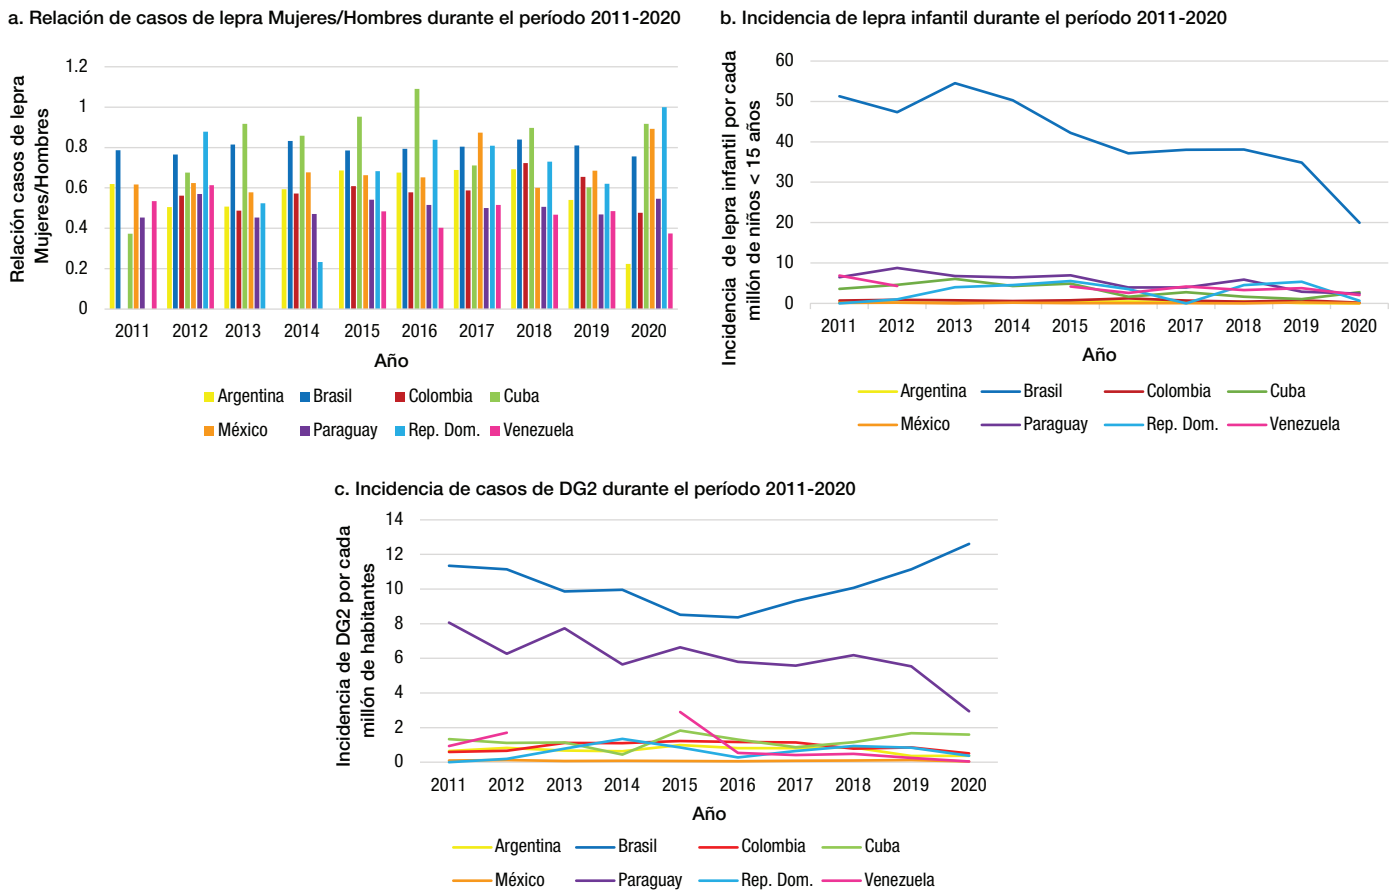 a. Relación de casos de lepra Mujeres/Hombres durante el período 2011-2020
Relación casos de lepra
Mujeres/Hombres
1.2
1
0.8
0.6
0.4
0.2
0
2011 2012 2013 2014 2015 2016 2017 2018 2019 2020
Año
Argentina Brasil Colombia Cuba
México Paraguay Rep. Dom. Venezuela
b. Incidencia de lepra infantil durante el período 2011-2020
Incidencia de lepra infantil por cada
millón de niños < 15 años
60
50
40
30
20
10
0
2011 2012 2013 2014 2015 2016 2017 2018 2019 2020
Año
Argentina Brasil Colombia Cuba
México Paraguay Rep. Dom. Venezuela
c. Incidencia de casos de DG2 durante el período 2011-2020
Incidencia de DG2 por cada
millón de habitantes
14
12
10
8
6
4
2
0
2011 2012 2013 2014 2015 2016 2017 2018 2019 2020
Año
Argentina Brasil Colombia Cuba
México Paraguay Rep. Dom. Venezuela